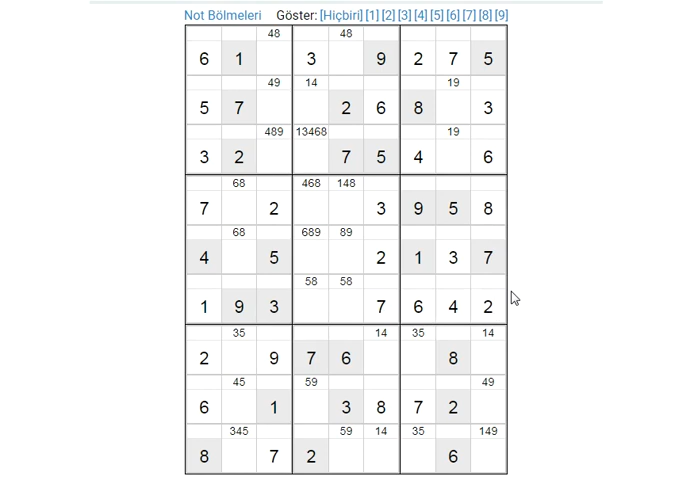 Not Bölmeleri Göster: [Hiçbiri] [1] [2] [3] [4] [5] [6] [7] [8] [9]
48 48
6 1 3 9 2 7 5
49 14 19
5 7 2 6 8 3
489 13468 19
3 2 7 5 4 6
68 468 148
7 2 3 9 5 8
68 689 89
4 5 2 1 3 7
58 58
1 9 3 7 6 4 2
35 14 35 14
2 9 7 6 8
45 59 49
6 1 3 8 7 2
345 59 14 35 149
8 7 2 6